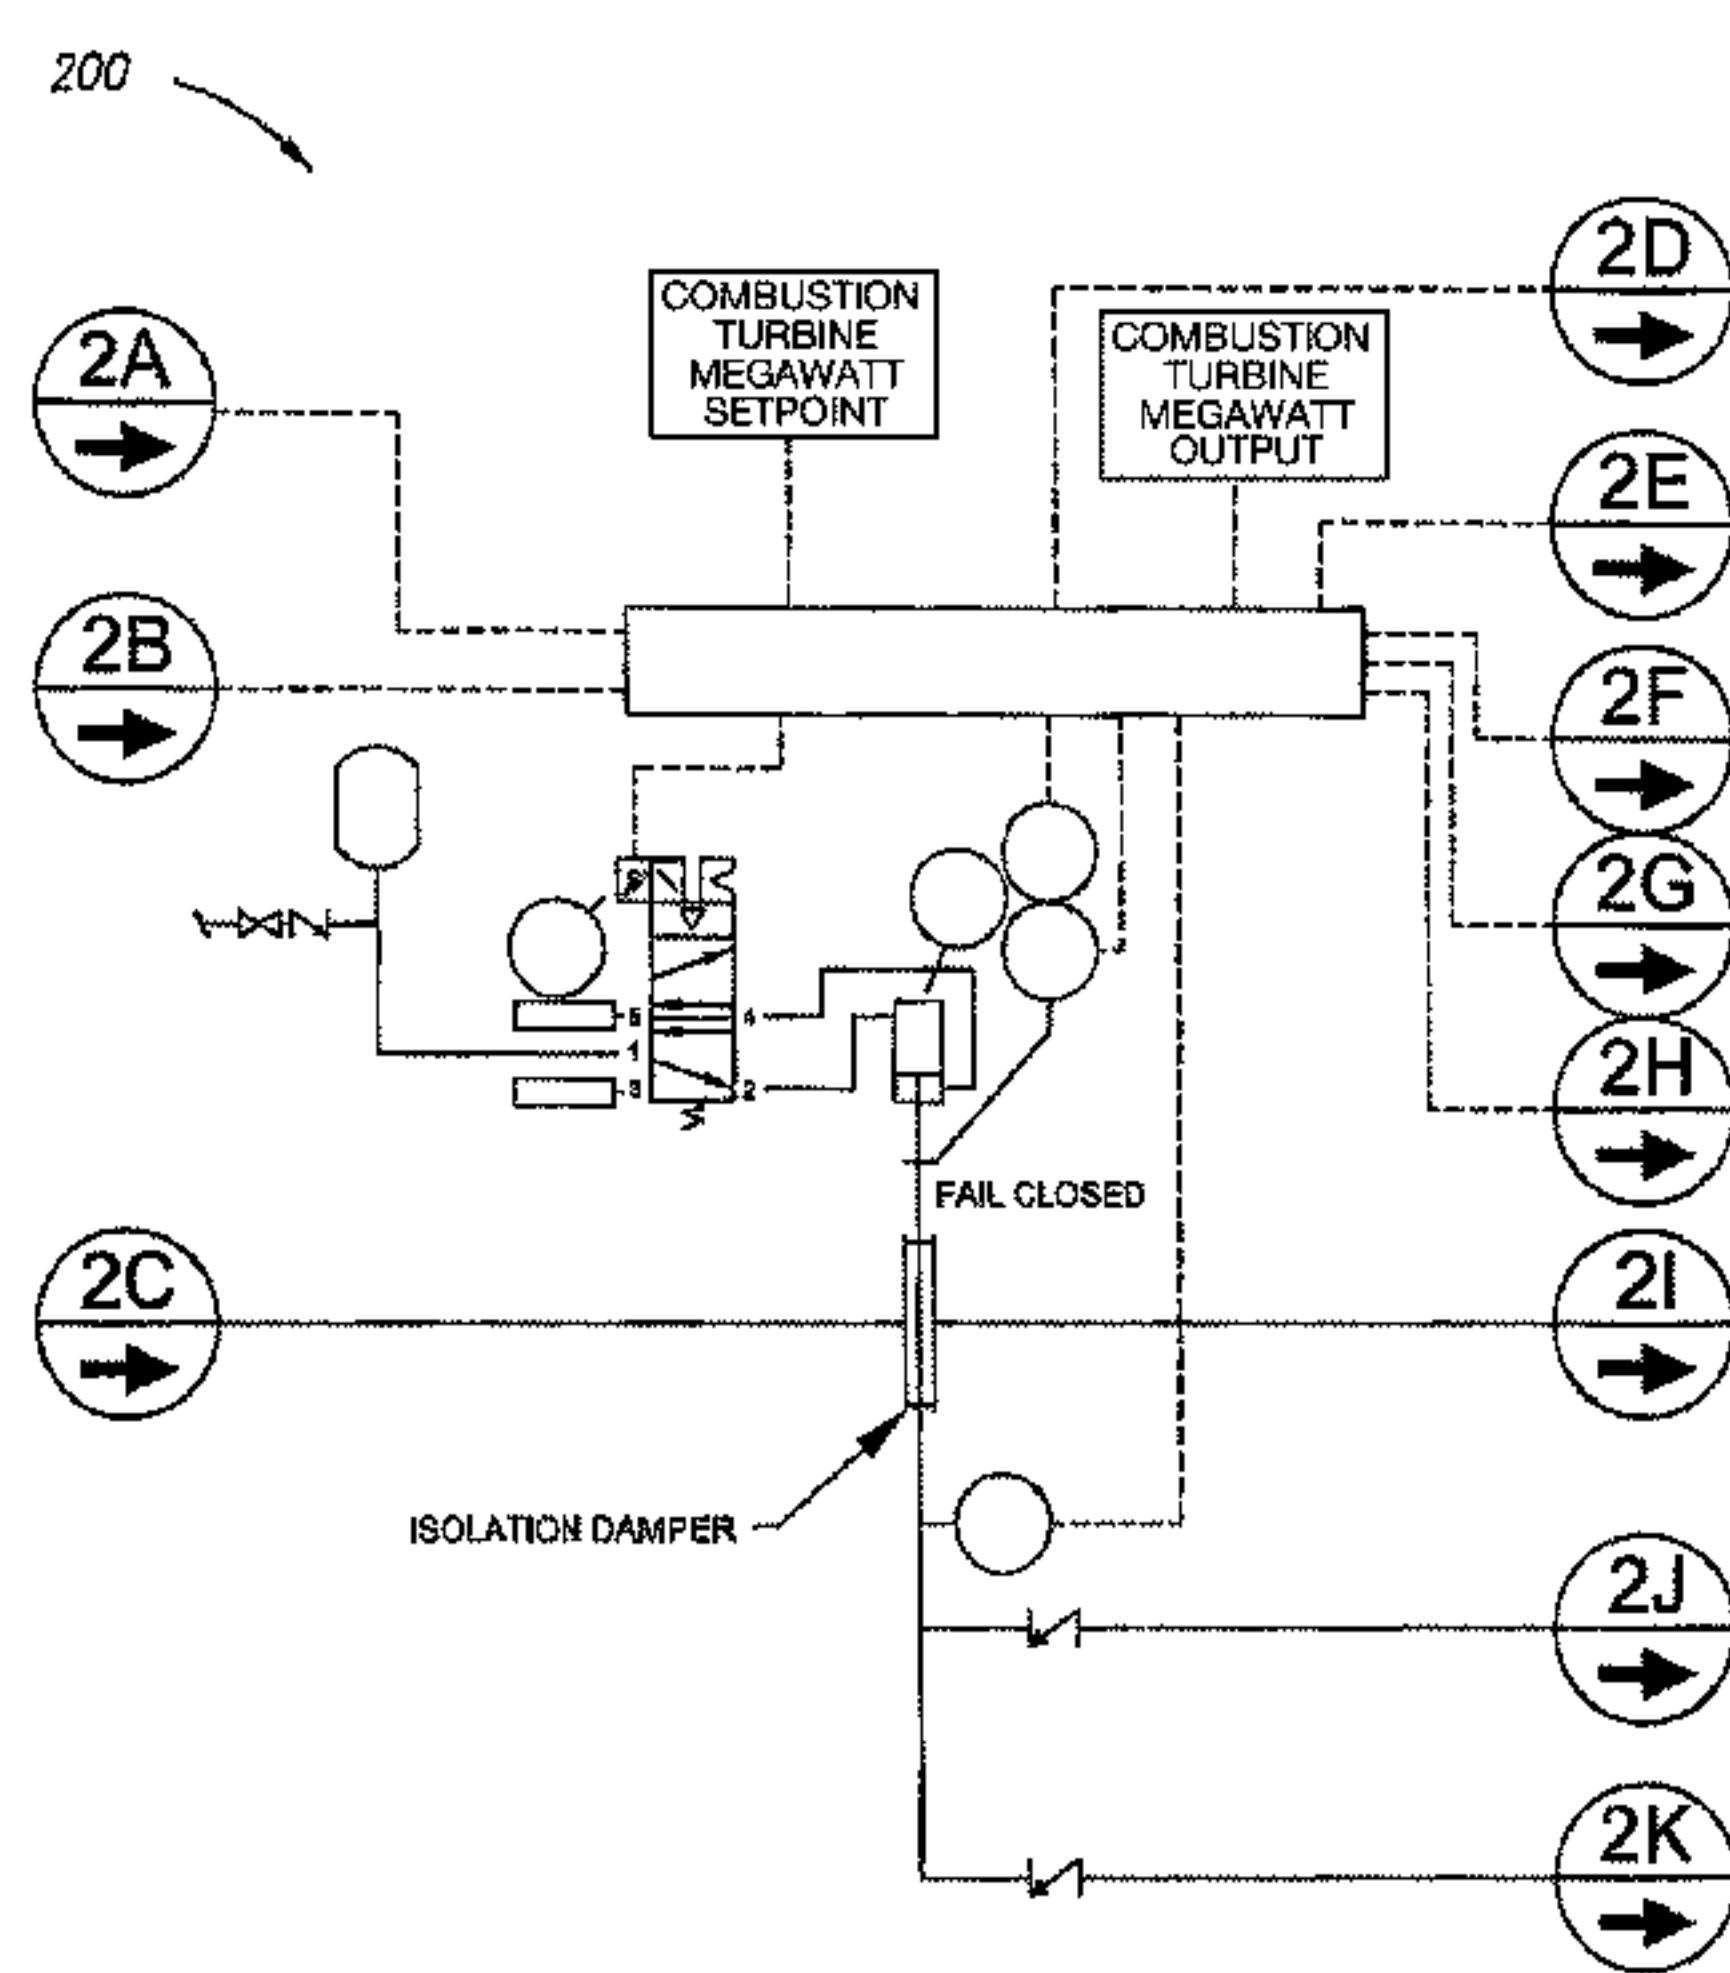 200
2D
COMBUSTION
TURBINE
MEGAWATT
SETPOINT
COMBUSTION
TURBINE
MEGAWATT
OUTPUT
2A
2E
2B
2F
2G
5
4
1
3
2
2H
FAIL CLOSED
2C
2I
ISOLATION DAMPER
2J
2K